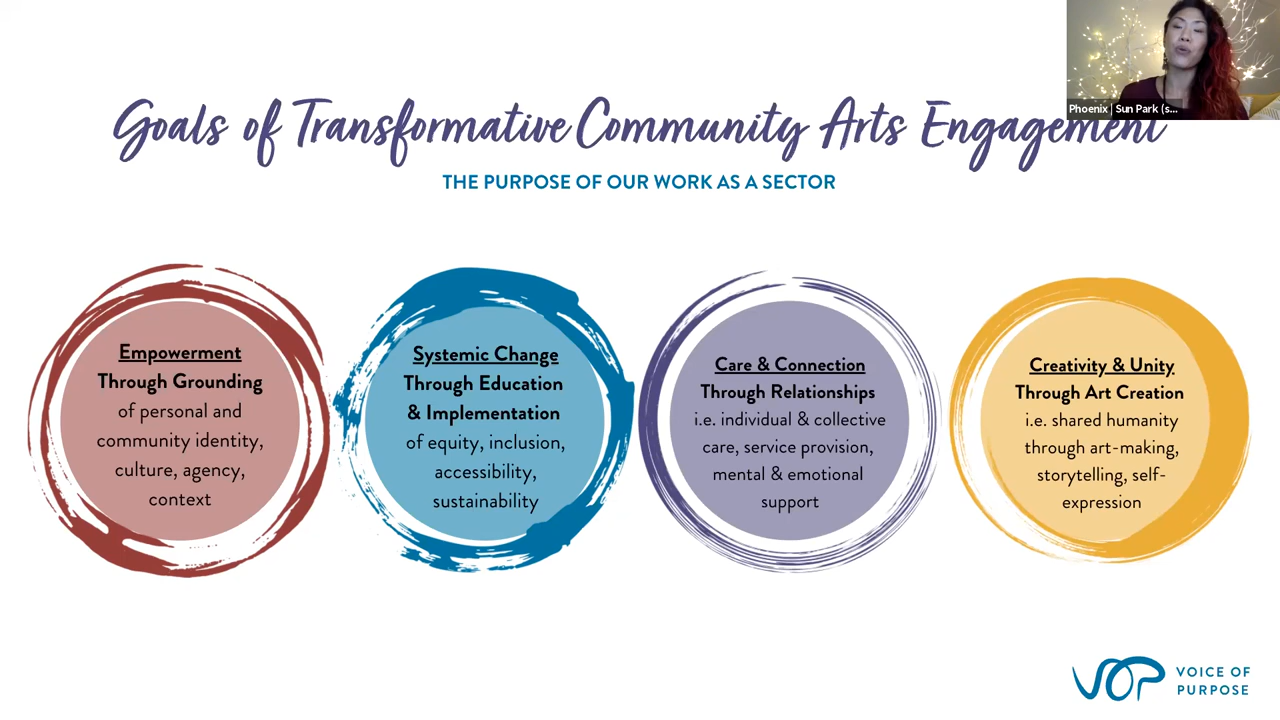 Phoenix | Sun Park (s...
Goals of Transformative Community Arts Engagement
THE PURPOSE OF OUR WORK AS A SECTOR
Empowerment
Through Grounding
of personal and
community identity,
culture, agency,
context
Systemic Change
Through Education
& Implementation
of equity, inclusion,
accessibility,
sustainability
Care & Connection
Through Relationships
i.e. individual & collective
care, service provision,
mental & emotional
support
Creativity & Unity
Through Art Creation
i.e. shared humanity
through art-making,
storytelling, self-
expression
VOP
VOICE OF
PURPOSE